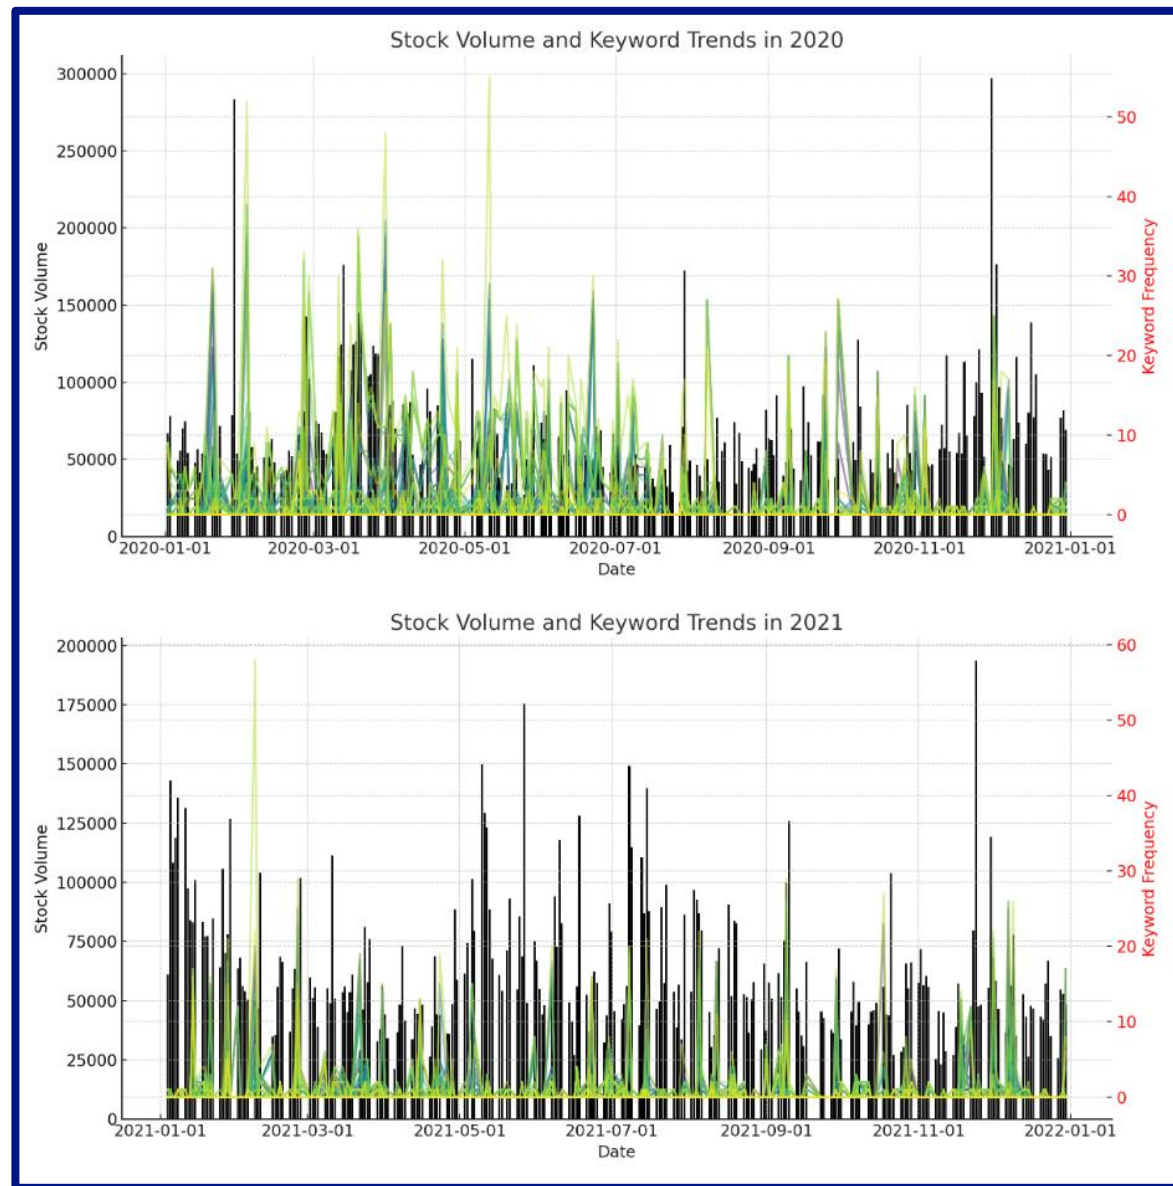 Stock Volume and Keyword Trends in 2020
300000
250000
200000
150000
100000
50000
0
Stock Volume
50
40
30
20
10
0
Keyword Frequency
2020-01-01 2020-03-01 2020-05-01 2020-07-01 2020-09-01 2020-11-01 2021-01-01
Date
Stock Volume and Keyword Trends in 2021
200000
175000
150000
125000
100000
75000
50000
25000
0
Stock Volume
60
50
40
30
20
10
0
Keyword Frequency
2021-01-01 2021-03-01 2021-05-01 2021-07-01 2021-09-01 2021-11-01 2022-01-01
Date